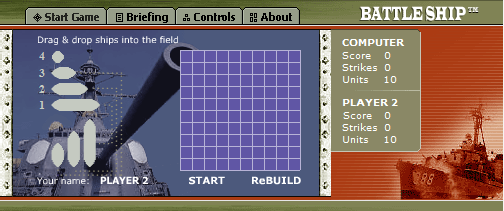 Start Game Briefing Controls About
BATTLESHIP™
Drag & drop ships into the field
4
3
2
1
Your name: PLAYER 2
START ReBUILD
COMPUTER
Score 0
Strikes 0
Units 10
PLAYER 2
Score 0
Strikes 0
Units 10